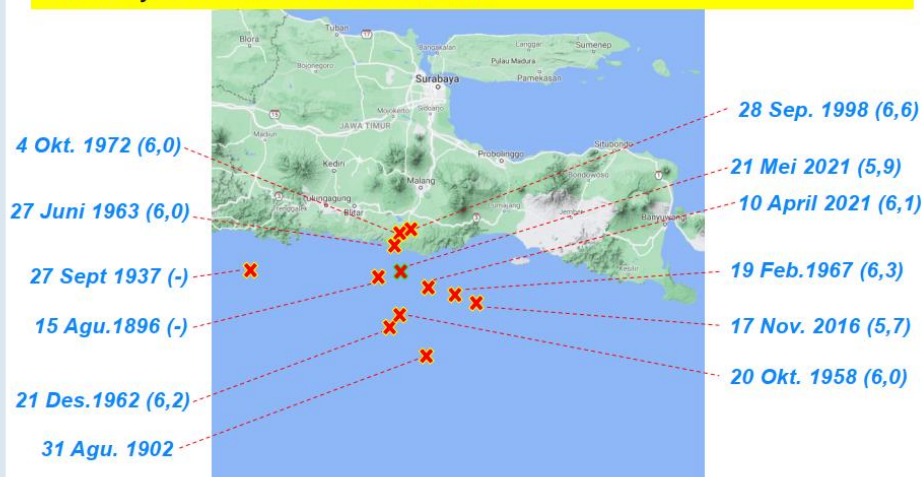 Blora
Tuban
Bangkalan
Langgar
Sumenep
Pulau Madura
Bojonegoro
Pamekasan
Surabaya
Mojokerto
Sidoarjo
JAWA TIMUR
Madiun
Situbondo
Probolinggo
Bondowoso
Kediri
Malang
Tulungagung
Blitar
Trenggalek
Lumajang
Jember
Banyuwangi
Kesilir
4 Okt. 1972 (6,0)
27 Juni 1963 (6,0)
27 Sept 1937 (-)
15 Agu.1896 (-)
21 Des.1962 (6,2)
31 Agu. 1902
28 Sep. 1998 (6,6)
21 Mei 2021 (5,9)
10 April 2021 (6,1)
19 Feb.1967 (6,3)
17 Nov. 2016 (5,7)
20 Okt. 1958 (6,0)